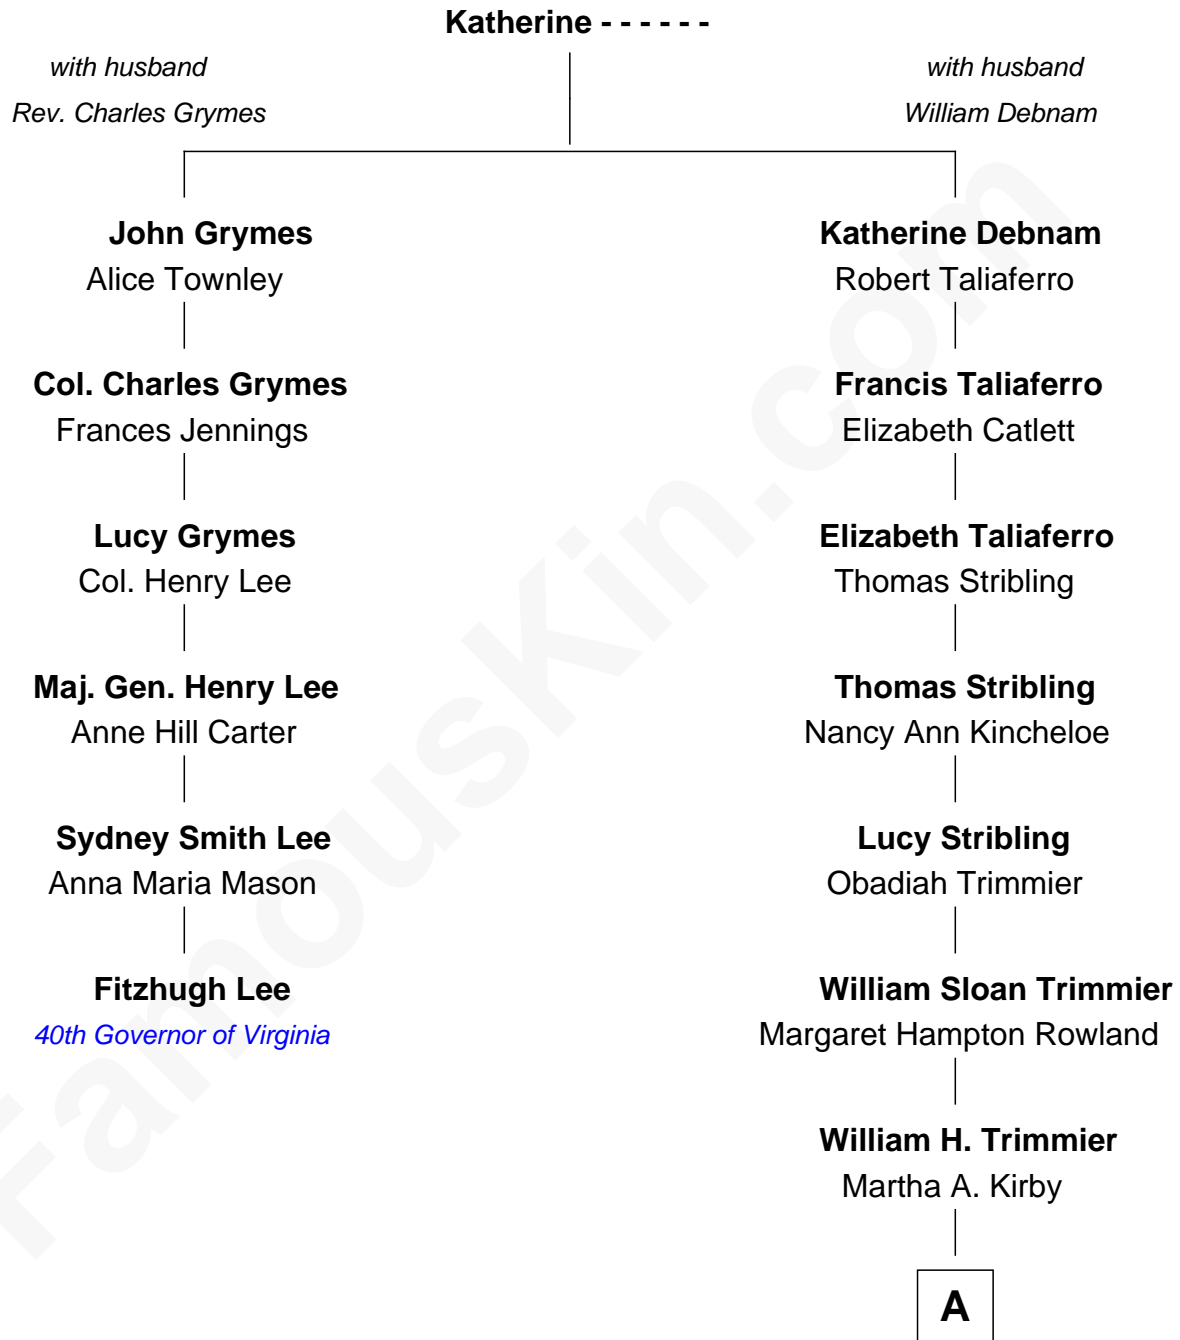 Katherine - - - - - -
with husband
Rev. Charles Grymes
with husband
William Debnam
John Grymes
Alice Townley
Col. Charles Grymes
Frances Jennings
Lucy Grymes
Col. Henry Lee
Maj. Gen. Henry Lee
Anne Hill Carter
Sydney Smith Lee
Anna Maria Mason
Fitzhugh Lee
40th Governor of Virginia
Katherine Debnam
Robert Taliaferro
Francis Taliaferro
Elizabeth Catlett
Elizabeth Taliaferro
Thomas Stribling
Thomas Stribling
Nancy Ann Kincheloe
Lucy Stribling
Obadiah Trimmier
William Sloan Trimmier
Margaret Hampton Rowland
William H. Trimmier
Martha A. Kirby
A
FamousKin.com